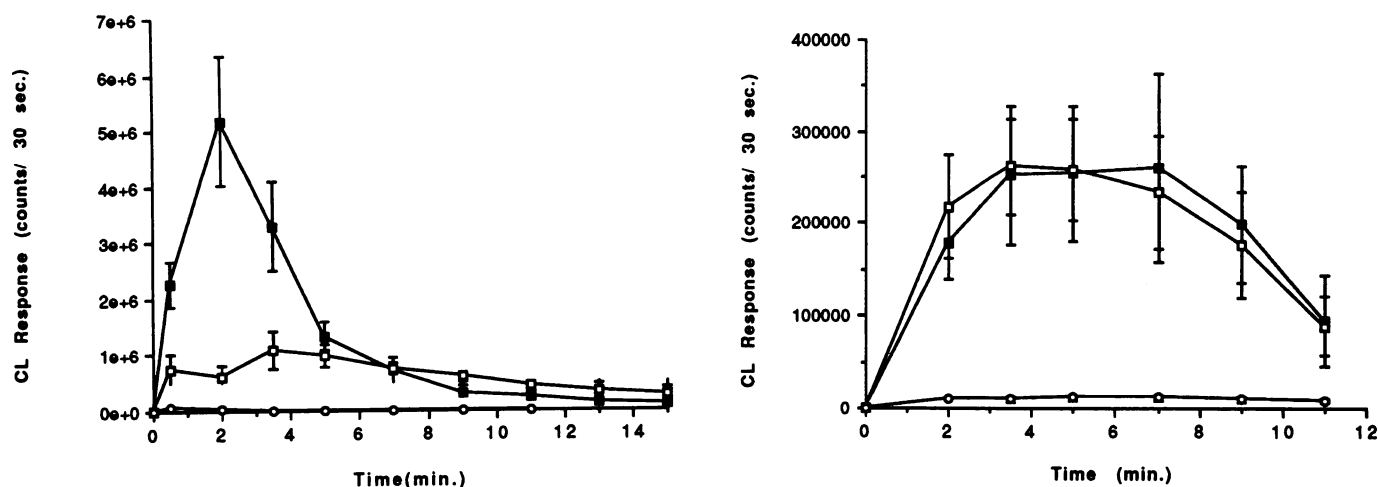 CL Response (counts/ 30 sec.)
7e+6
6e+6
5e+6
4e+6
3e+6
2e+6
1e+6
0e+0
0 2 4 6 8 10 12 14
Time(min.)
CL Response (counts/ 30 sec.)
400000
300000
200000
100000
0
0 2 4 6 8 10 12
Time (min.)